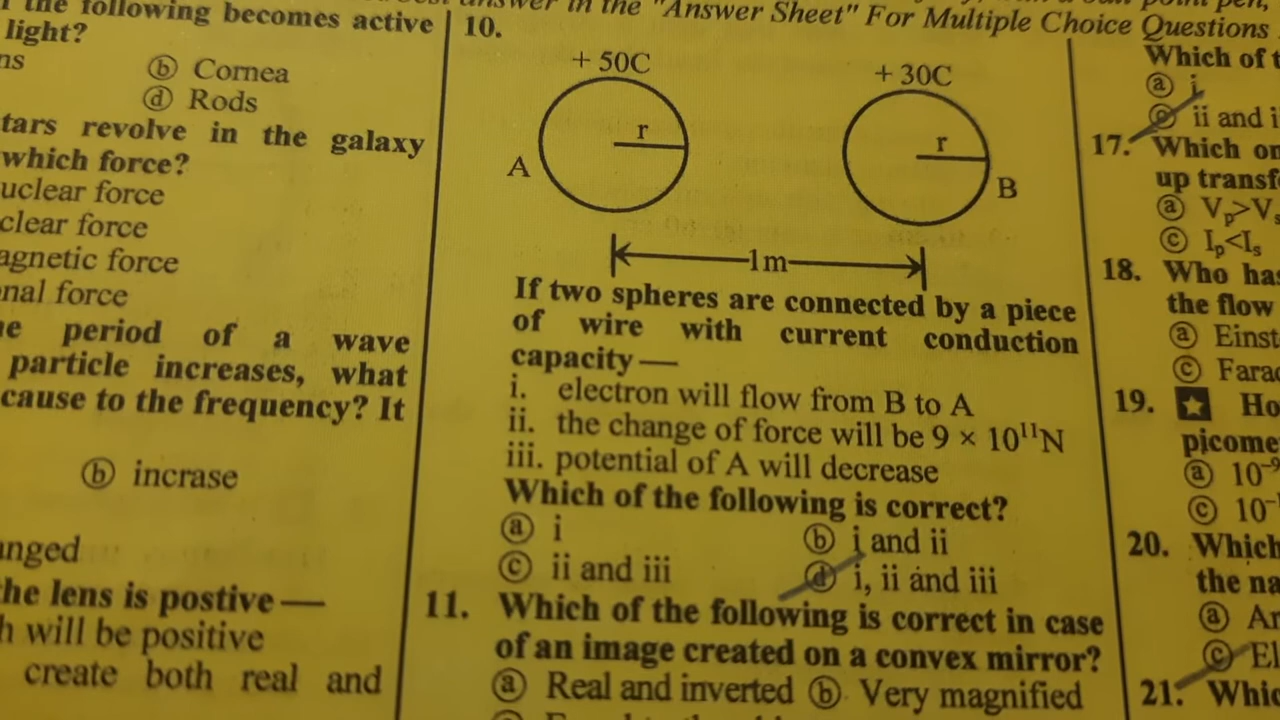 the following becomes active
light?
ⓑ Cornea
ⓓ Rods
tars revolve in the galaxy
which force?
uclear force
clear force
agnetic force
nal force
period of a wave
particle increases, what
cause to the frequency? It
ⓑ incrase
anged
the lens is postive —
h will be positive
create both real and
answer in the "Answer Sheet" For Multiple Choice Questions
10.
+ 50C
+ 30C
r
r
A
B
1m
If two spheres are connected by a piece
of wire with current conduction
capacity —
i. electron will flow from B to A
ii. the change of force will be 9 × 10¹¹N
iii. potential of A will decrease
Which of the following is correct?
ⓐ i
ⓑ i and ii
ⓒ ii and iii
ⓓ i, ii and iii
11. Which of the following is correct in case
of an image created on a convex mirror?
ⓐ Real and inverted ⓑ Very magnified
Which of t
ⓐ i
ⓒ ii and i
17. Which on
up transf
ⓐ Vₚ>Vₛ
ⓒ Iₚ<Iₛ
18. Who has
the flow
ⓐ Einst
ⓒ Farad
19. ★ Ho
picome
ⓐ 10⁻⁹
ⓒ 10⁻
20. Which
the na
ⓐ Ar
ⓒ El
21. Whic